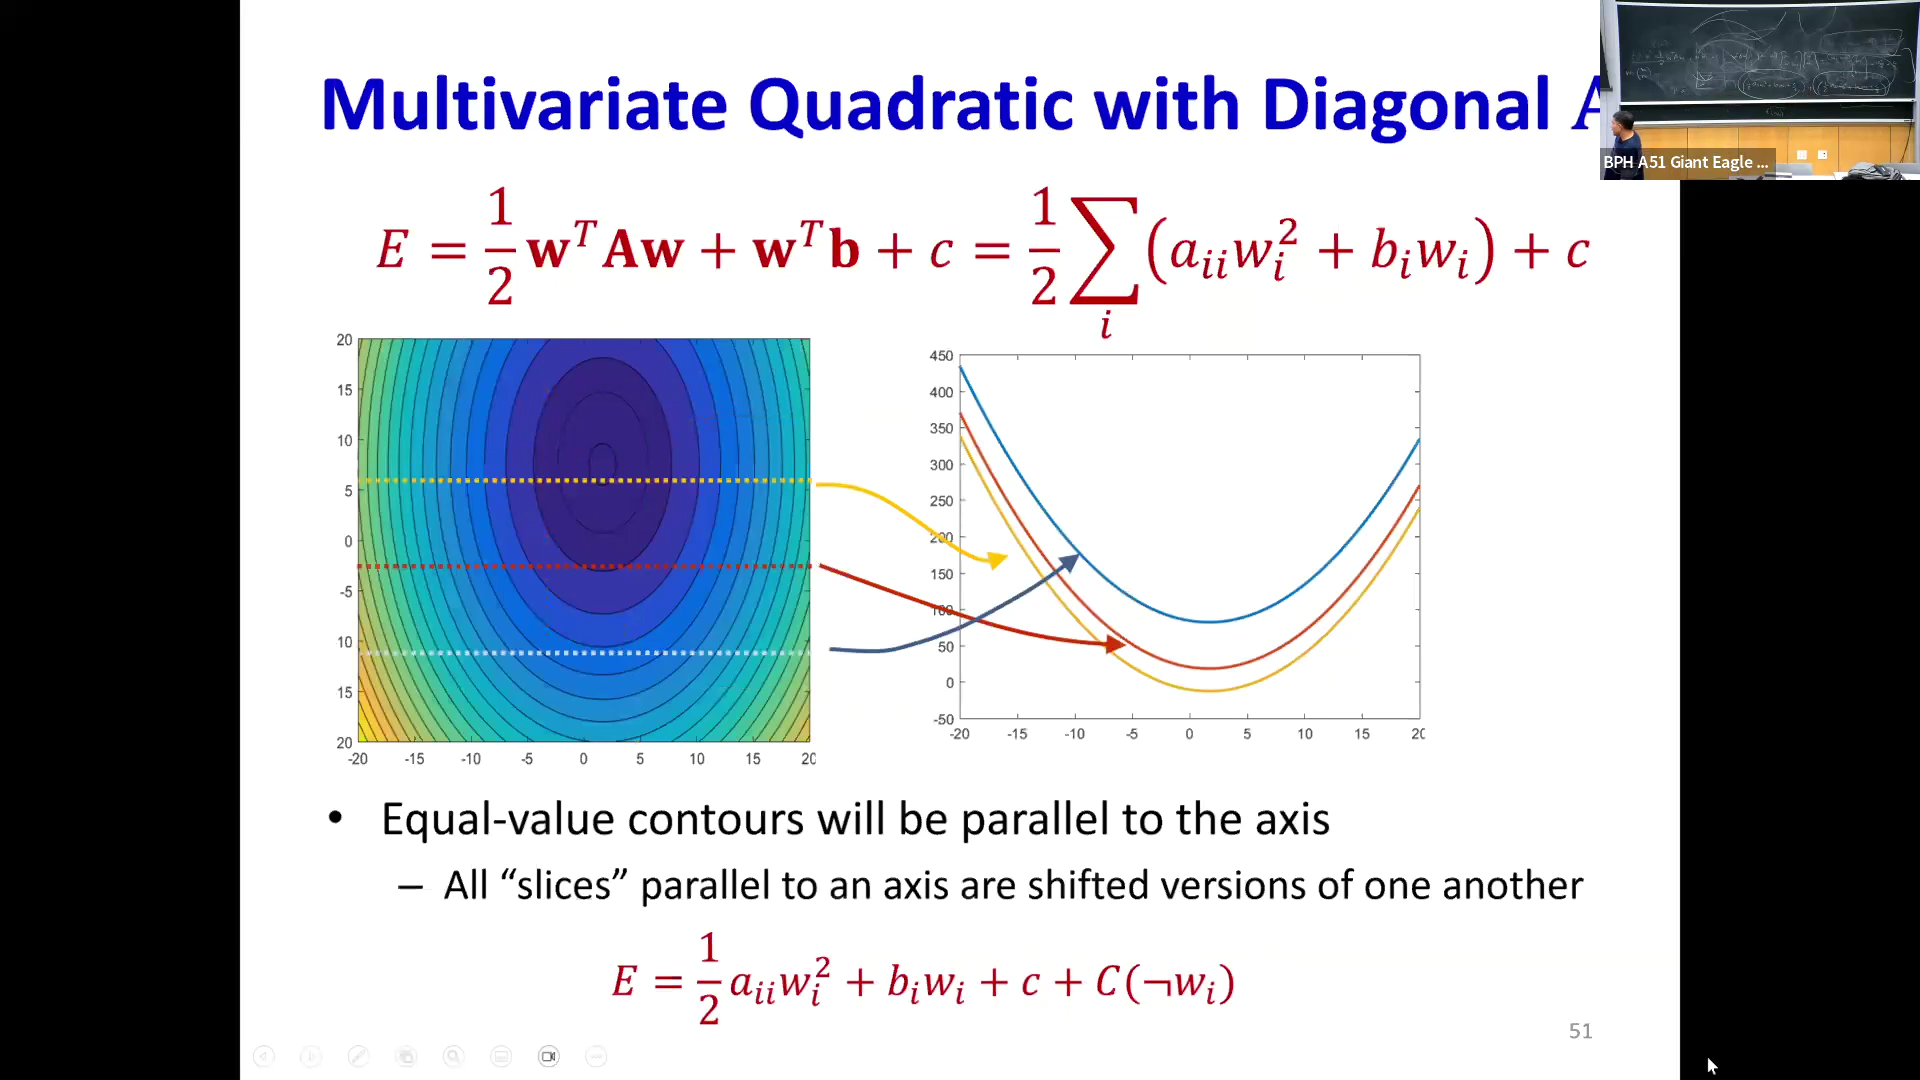 Multivariate Quadratic with Diagonal A
BPH A51 Giant Eagle ...
E = 1/2 w^T A w + w^T b + c = 1/2 ∑_i (a_ii w_i^2 + b_i w_i) + c
20
15
10
5
0
-5
10
15
20
-20 -15 -10 -5 0 5 10 15 20
450
400
350
300
250
200
150
100
50
0
-50
-20 -15 -10 -5 0 5 10 15 20
• Equal-value contours will be parallel to the axis
– All “slices” parallel to an axis are shifted versions of one another
E = 1/2 a_ii w_i^2 + b_i w_i + c + C(¬w_i)
51